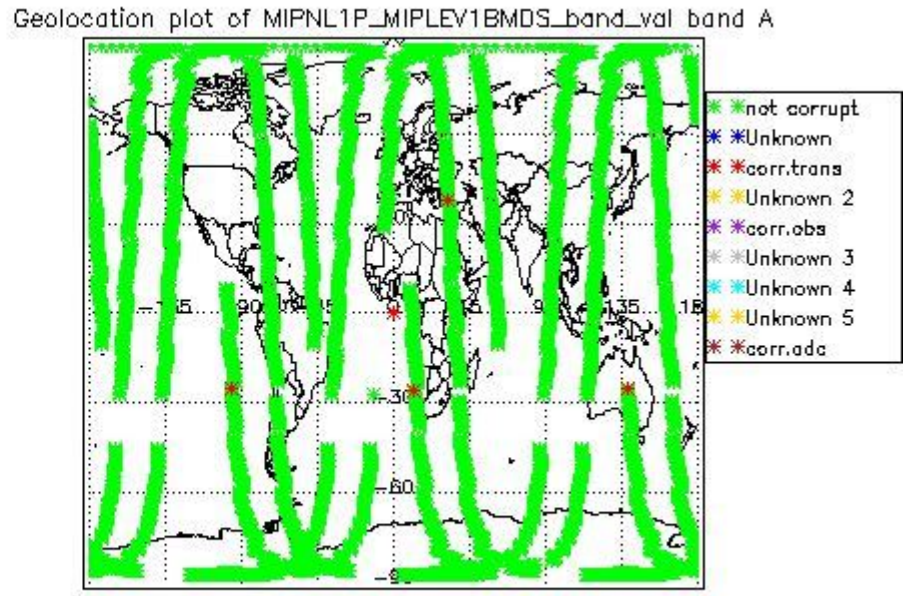 Geolocation plot of MIPNL1P_MIPLEV1BMDS_band_val band A
not corrupt
Unknown
corr.trans
Unknown 2
corr.obs
Unknown 3
Unknown 4
Unknown 5
corr.adc
-90
135
-30
-60